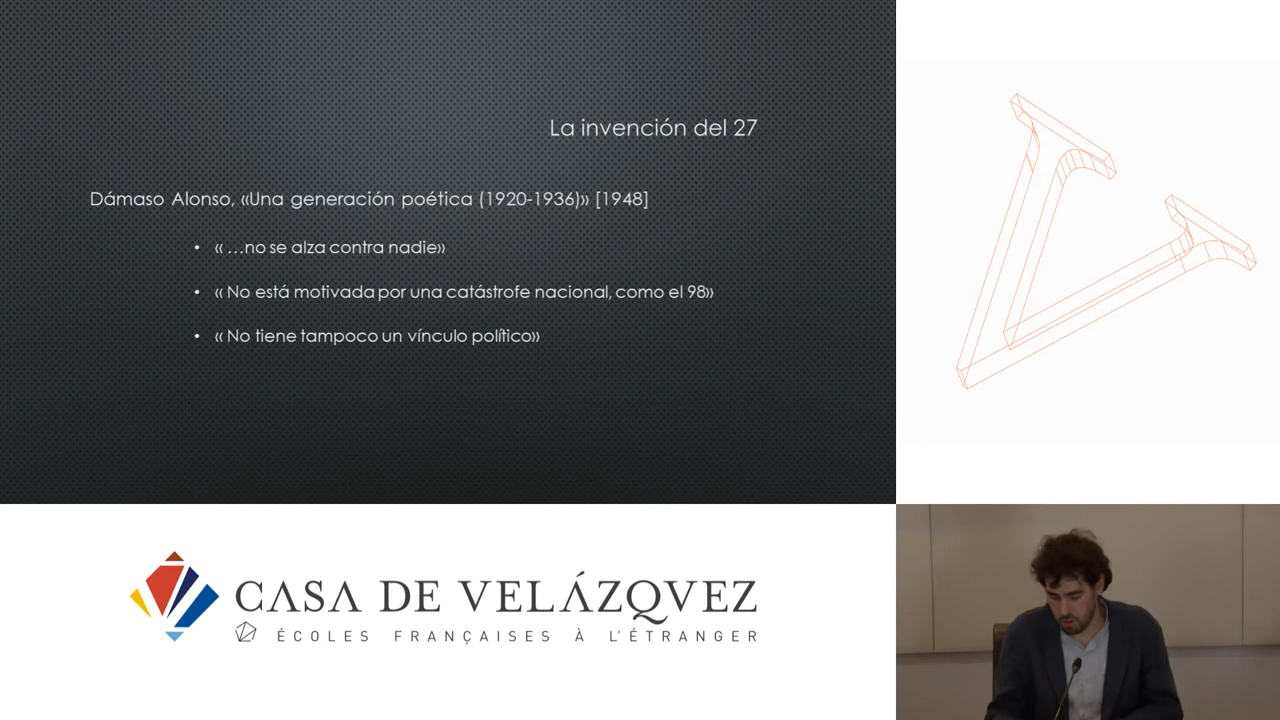 La invención del 27
Dámaso Alonso, «Una generación poética (1920-1936)» [1948]
• « …no se alza contra nadie»
• « No está motivada por una catástrofe nacional, como el 98»
• « No tiene tampoco un vínculo político»
CASA DE VELÁZQVEZ
ÉCOLES FRANÇAISES À L'ÉTRANGER